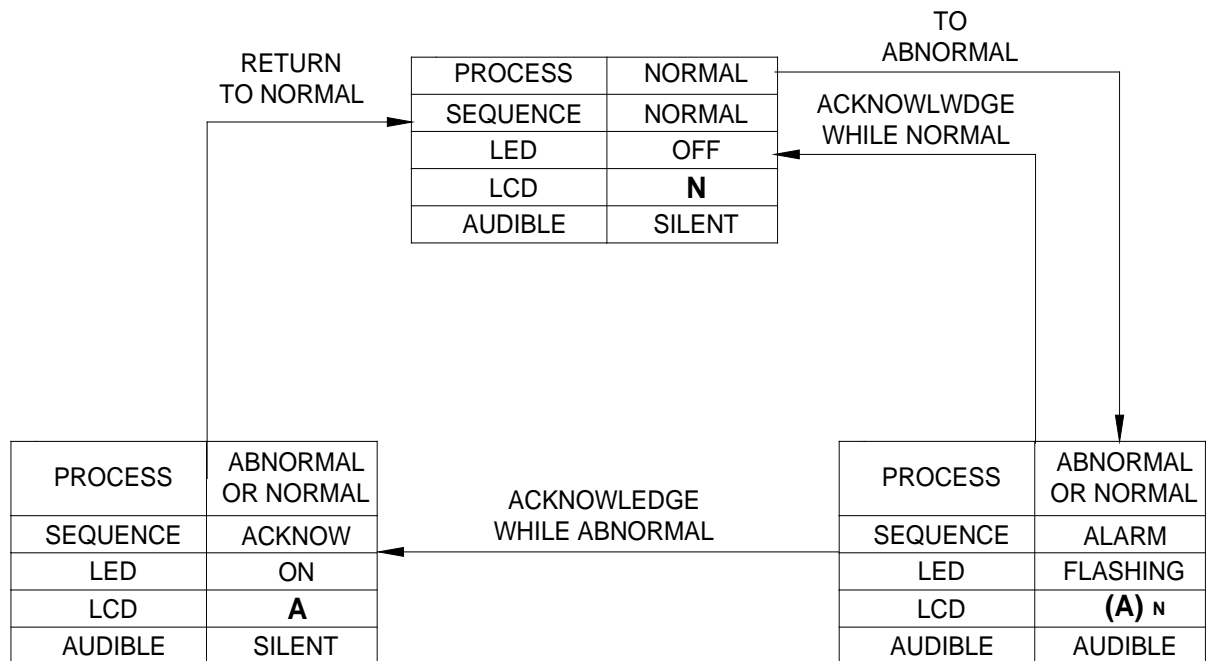 TO
ABNORMAL
RETURN
TO NORMAL
PROCESS NORMAL
SEQUENCE NORMAL
LED OFF
LCD N
AUDIBLE SILENT
ACKNOWLWDGE
WHILE NORMAL
PROCESS ABNORMAL
OR NORMAL
SEQUENCE ACKNOW
LED ON
LCD A
AUDIBLE SILENT
ACKNOWLEDGE
WHILE ABNORMAL
PROCESS ABNORMAL
OR NORMAL
SEQUENCE ALARM
LED FLASHING
LCD (A) N
AUDIBLE AUDIBLE